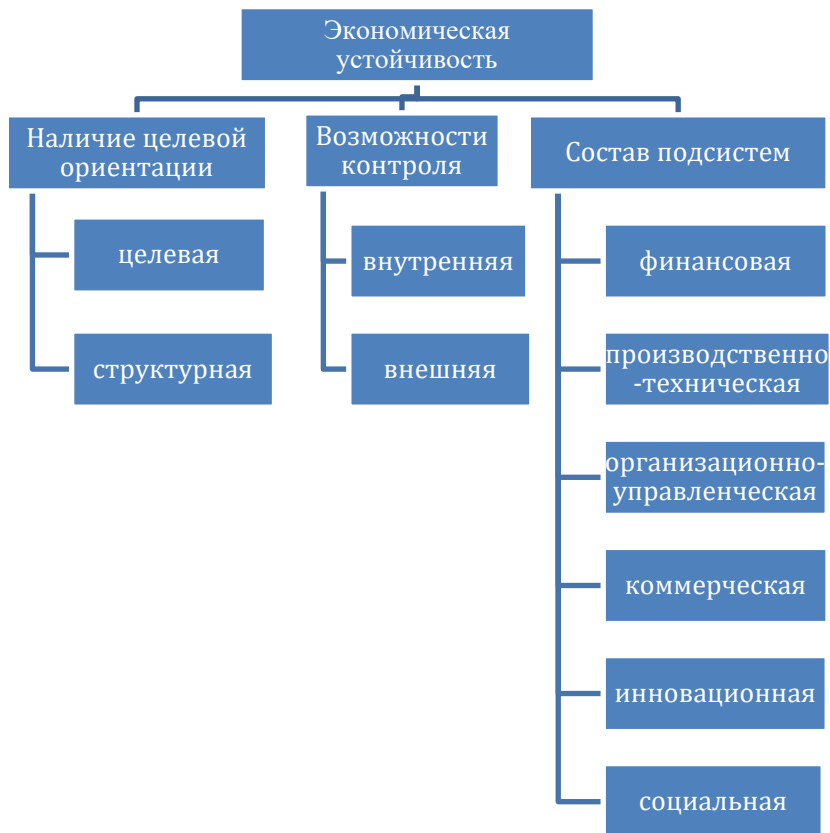 Экономическая
устойчивость
Наличие целевой
ориентации
целевая
структурная
Возможности
контроля
внутренняя
внешняя
Состав подсистем
финансовая
производственно
-техническая
организационно-
управленческая
коммерческая
инновационная
социальная